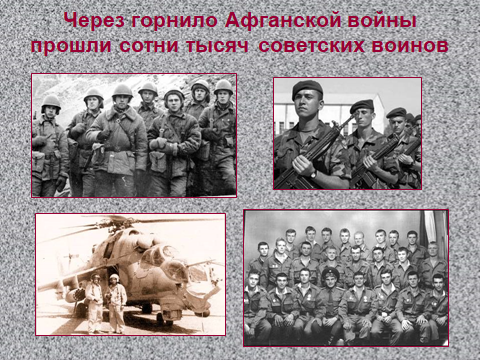 Через горнило Афганской войны
прошли сотни тысяч советских воинов